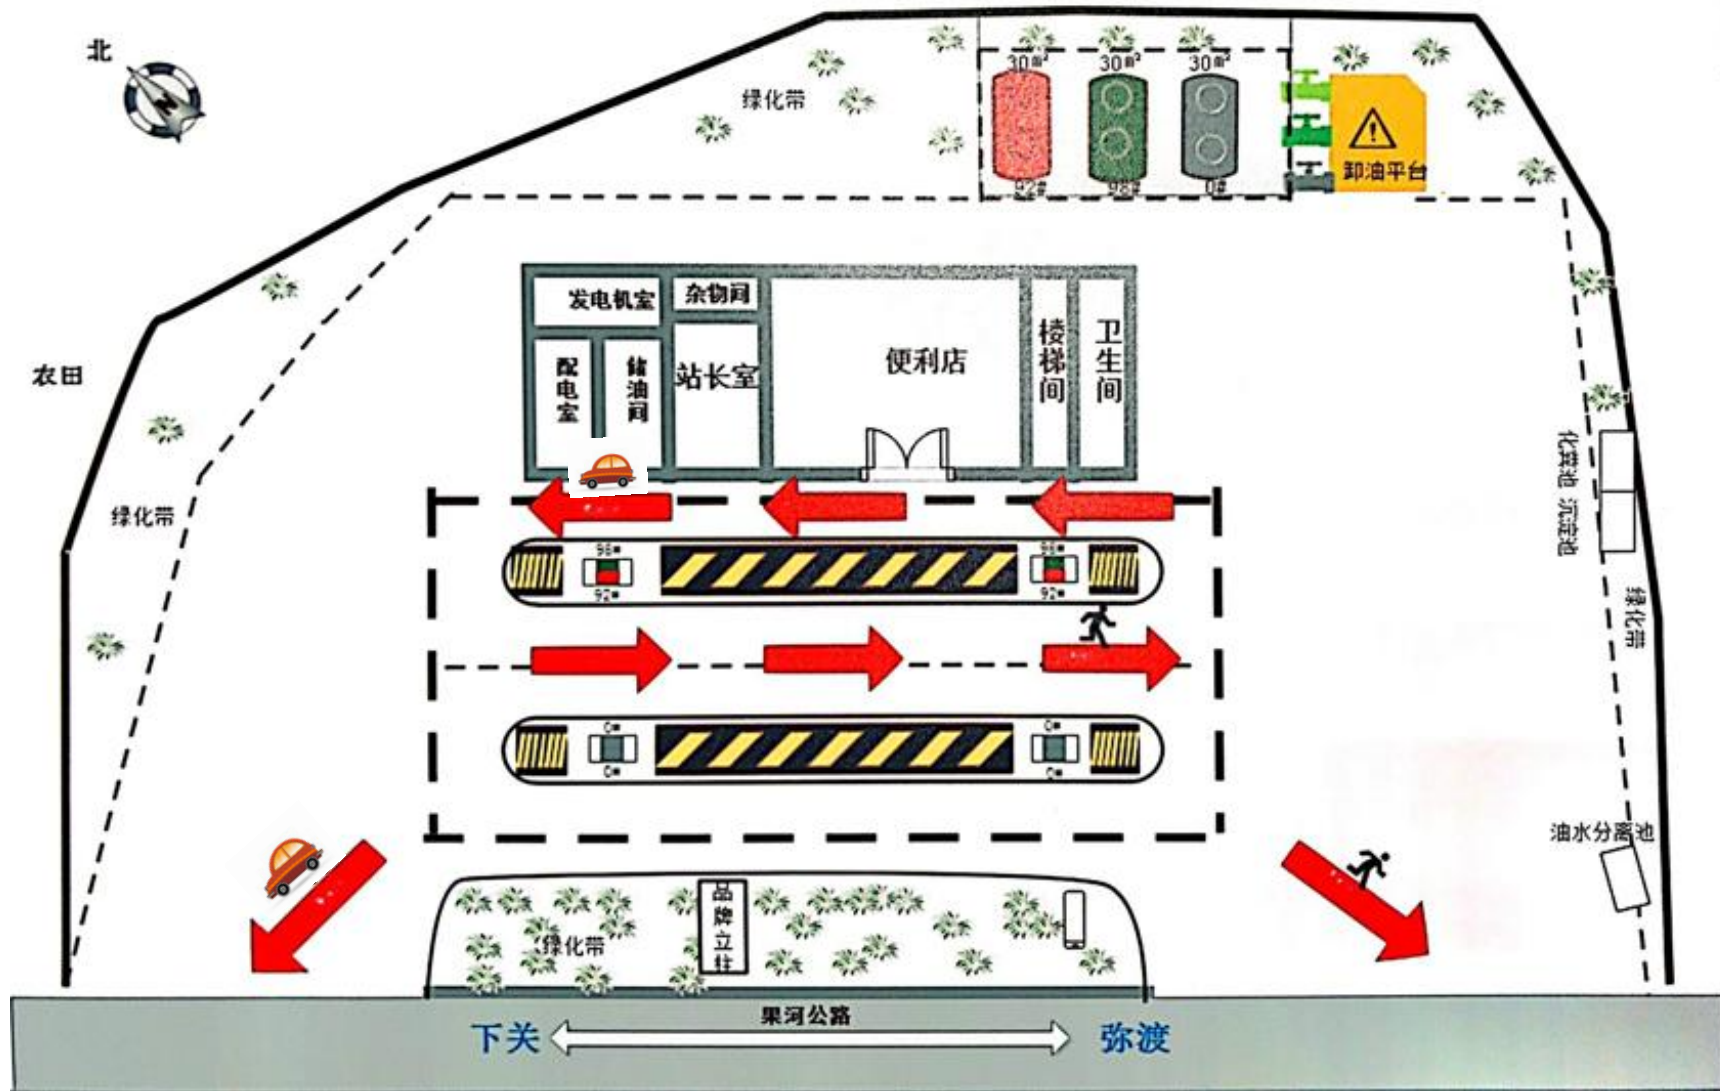 北
N
绿化带
30m³ 30m³ 30m³
92# 98# 0#
卸油平台
发电机室
杂物间
配电室
储油间
站长室
便利店
楼梯间
卫生间
农田
绿化带
化粪池
沉淀池
绿化带
98# 98#
92# 92#
0# 0#
0# 0#
油水分离池
品牌立柱
绿化带
果河公路
下关
弥渡